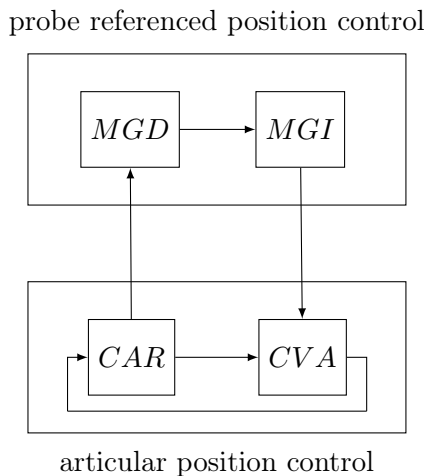 probe referenced position control
MGD MGI
CAR CVA
articular position control